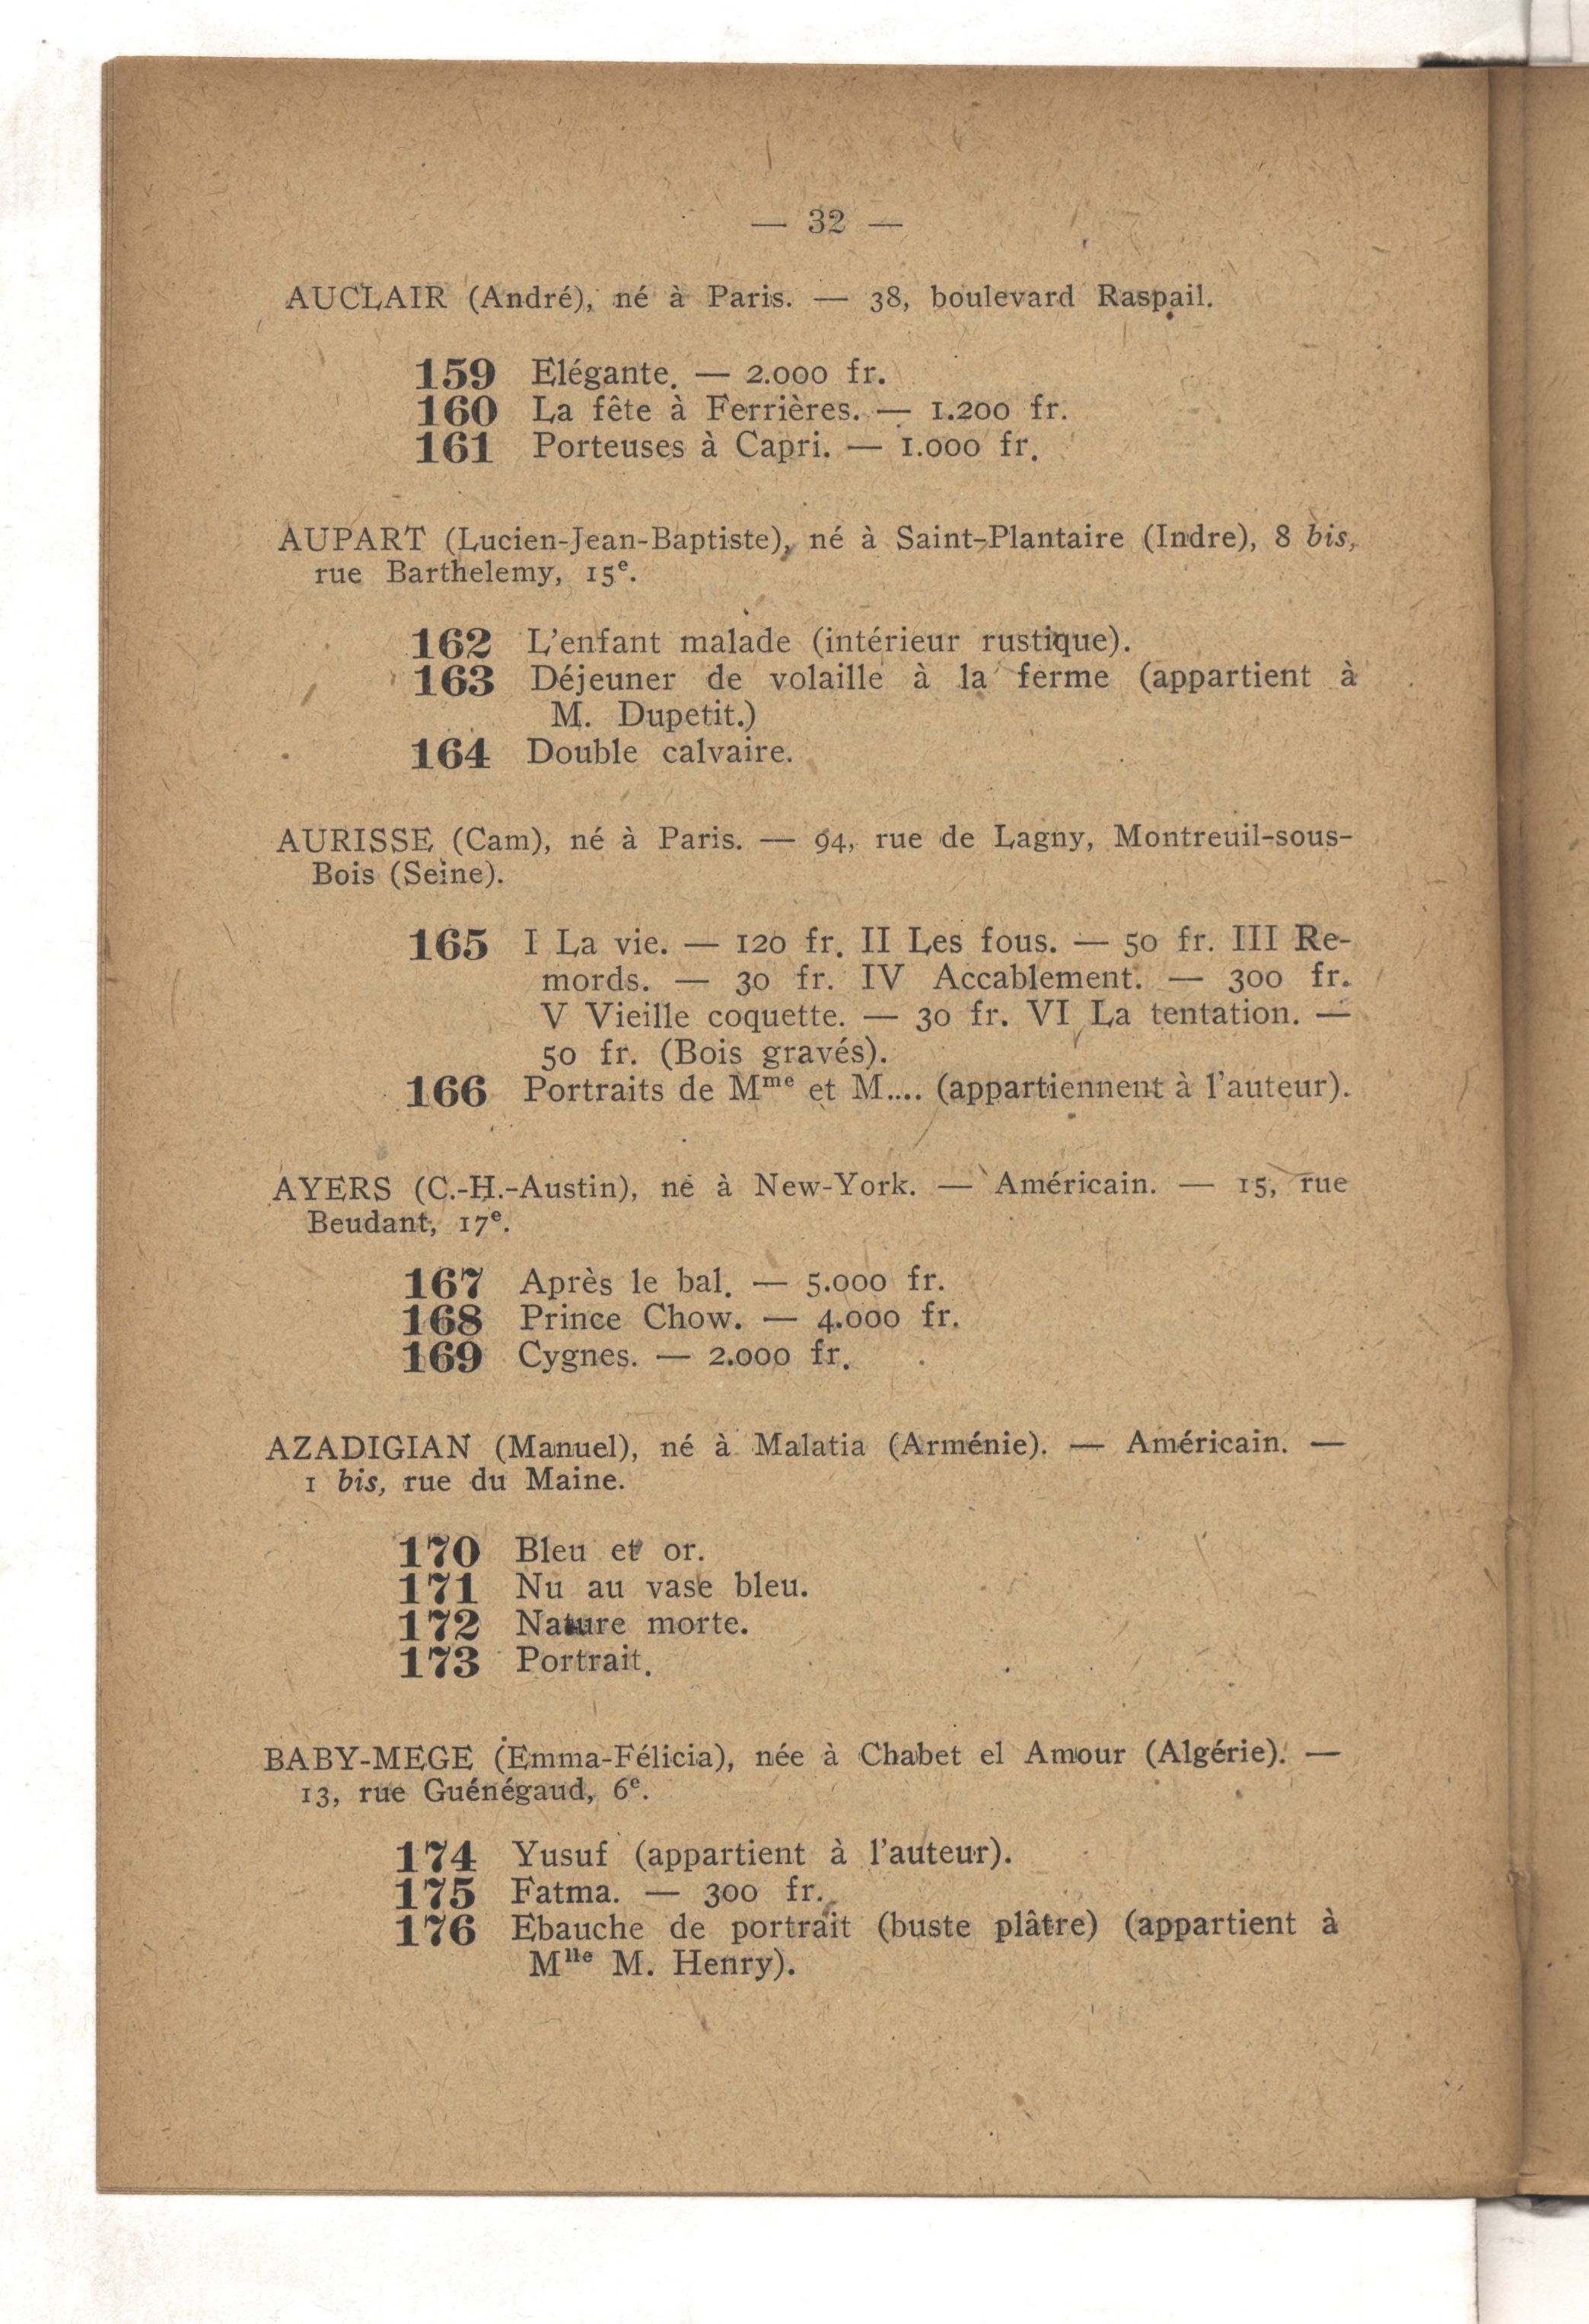 — 32 —
AUCLAIR (André), né à Paris. — 38, boulevard Raspail.
159 Elégante. — 2.000 fr.
160 La fête à Ferrières. — 1.200 fr.
161 Porteuses à Capri. — 1.000 fr.
AUPART (Lucien-Jean-Baptiste), né à Saint-Plantaire (Indre), 8 bis,
rue Barthelemy, 15e.
162 L'enfant malade (intérieur rustique).
163 Déjeuner de volaille à la ferme (appartient à
M. Dupetit.)
164 Double calvaire.
AURISSE (Cam), né à Paris. — 94, rue de Lagny, Montreuil-sous-
Bois (Seine).
165 I La vie. — 120 fr. II Les fous. — 50 fr. III Re-
mords. — 30 fr. IV Accablement. — 300 fr.
V Vieille coquette. — 30 fr. VI La tentation. —
50 fr. (Bois gravés).
166 Portraits de Mme et M.... (appartiennent à l'auteur).
AYERS (C.-H.-Austin), né à New-York. — Américain. — 15, rue
Beudant, 17e.
167 Après le bal. — 5.000 fr.
168 Prince Chow. — 4.000 fr.
169 Cygnes. — 2.000 fr.
AZADIGIAN (Manuel), né à Malatia (Arménie). — Américain. —
1 bis, rue du Maine.
170 Bleu et or.
171 Nu au vase bleu.
172 Nature morte.
173 Portrait.
BABY-MEGE (Emma-Félicia), née à Chabet el Amour (Algérie). —
13, rue Guénégaud, 6e.
174 Yusuf (appartient à l'auteur).
175 Fatma. — 300 fr.
176 Ebauche de portrait (buste plâtre) (appartient à
Mlle M. Henry).